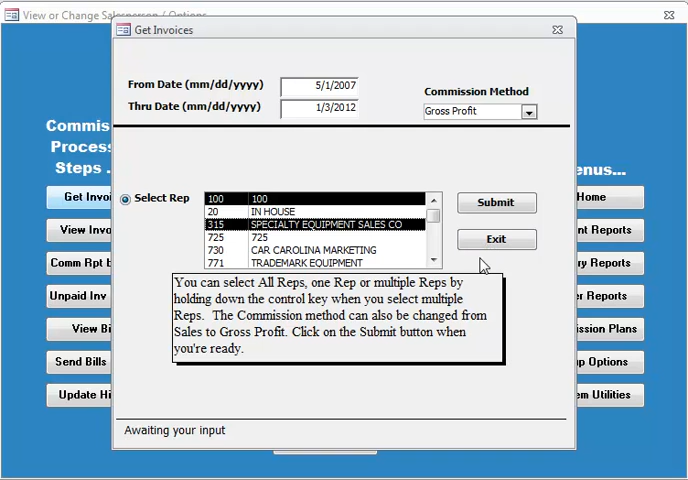 View or Change Salesperson / Options
Get Invoices
From Date (mm/dd/yyyy)
5/1/2007
Thru Date (mm/dd/yyyy)
1/3/2012
Commission Method
Gross Profit
Commis
Process
Steps .
enus...
Get Invoi
View Invo
Comm Rpt b
Unpaid Inv
View Bi
Send Bills
Update Hi
Select Rep
100 100
20 IN HOUSE
315 SPECIALTY EQUIPMENT SALES CO
725 725
730 CAR CAROLINA MARKETING
771 TRADEMARK EQUIPMENT
Submit
Exit
You can select All Reps, one Rep or multiple Reps by
holding down the control key when you select multiple
Reps. The Commission method can also be changed from
Sales to Gross Profit. Click on the Submit button when
you're ready.
Awaiting your input
Home
nt Reports
ry Reports
er Reports
ission Plans
up Options
em Utilities